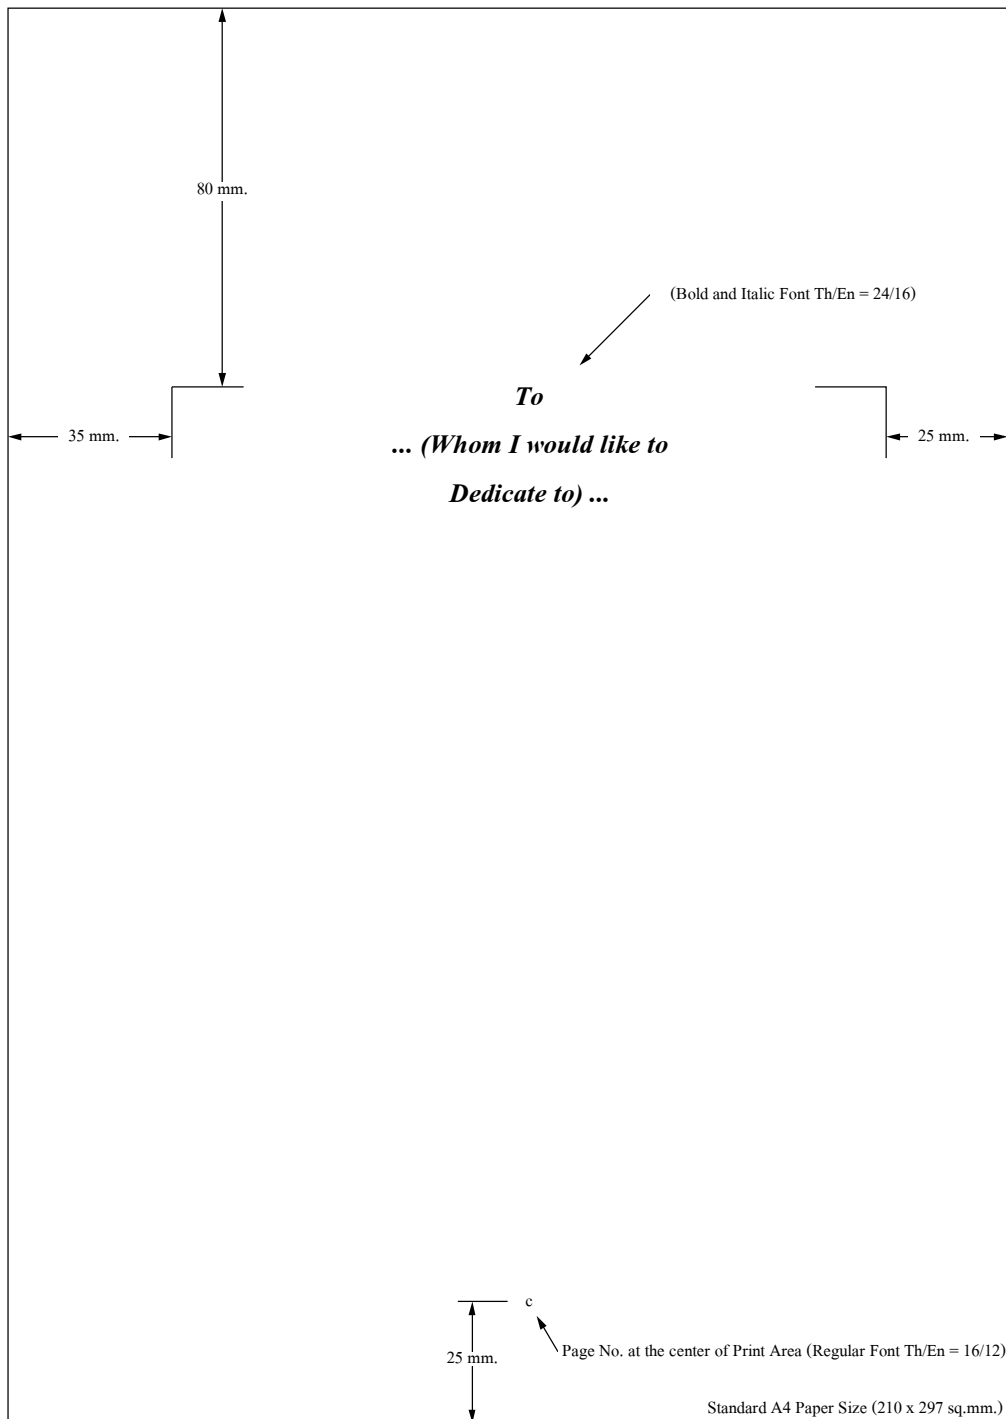 80 mm.
(Bold and Italic Font Th/En = 24/16)
To
35 mm.
25 mm.
... (Whom I would like to
Dedicate to) ...
c
25 mm.
Page No. at the center of Print Area (Regular Font Th/En = 16/12)
Standard A4 Paper Size (210 x 297 sq.mm.)